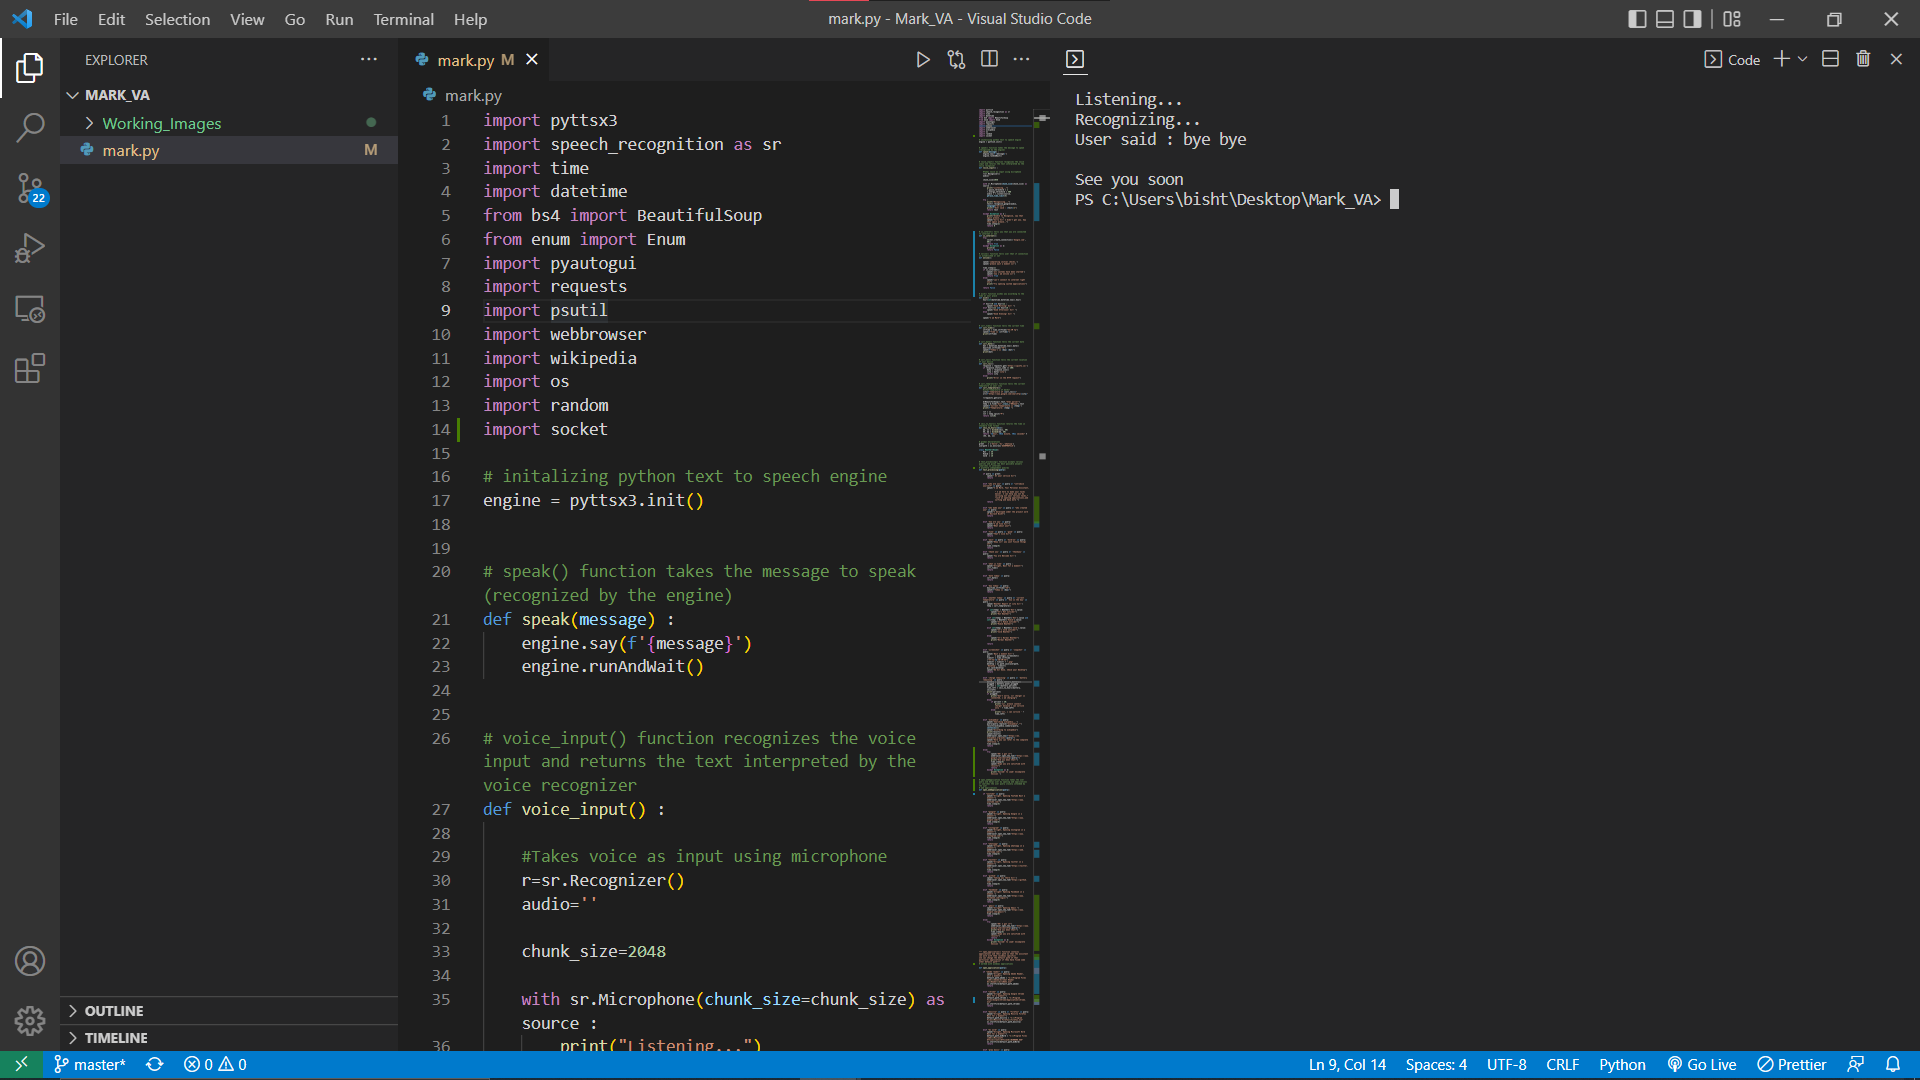 File Edit Selection View Go Run Terminal Help
mark.py - Mark_VA - Visual Studio Code
EXPLORER
MARK_VA
Working_Images
mark.py M
22
mark.py M
mark.py
1 import pyttsx3
2 import speech_recognition as sr
3 import time
4 import datetime
5 from bs4 import BeautifulSoup
6 from enum import Enum
7 import pyautogui
8 import requests
9 import psutil
10 import webbrowser
11 import wikipedia
12 import os
13 import random
14 import socket
15
16 # initalizing python text to speech engine
17 engine = pyttsx3.init()
18
19
20 # speak() function takes the message to speak
(recognized by the engine)
21 def speak(message) :
22 engine.say(f'{message}')
23 engine.runAndWait()
24
25
26 # voice_input() function recognizes the voice
input and returns the text interpreted by the
voice recognizer
27 def voice_input() :
28
29 #Takes voice as input using microphone
30 r=sr.Recognizer()
31 audio=''
32
33 chunk_size=2048
34
35 with sr.Microphone(chunk_size=chunk_size) as
source :
36 print("Listening...")
Code
Listening...
Recognizing...
User said : bye bye
See you soon
PS C:\Users\bisht\Desktop\Mark_VA>
OUTLINE
TIMELINE
master* 0 0 Ln 9, Col 14 Spaces: 4 UTF-8 CRLF Python Go Live Prettier